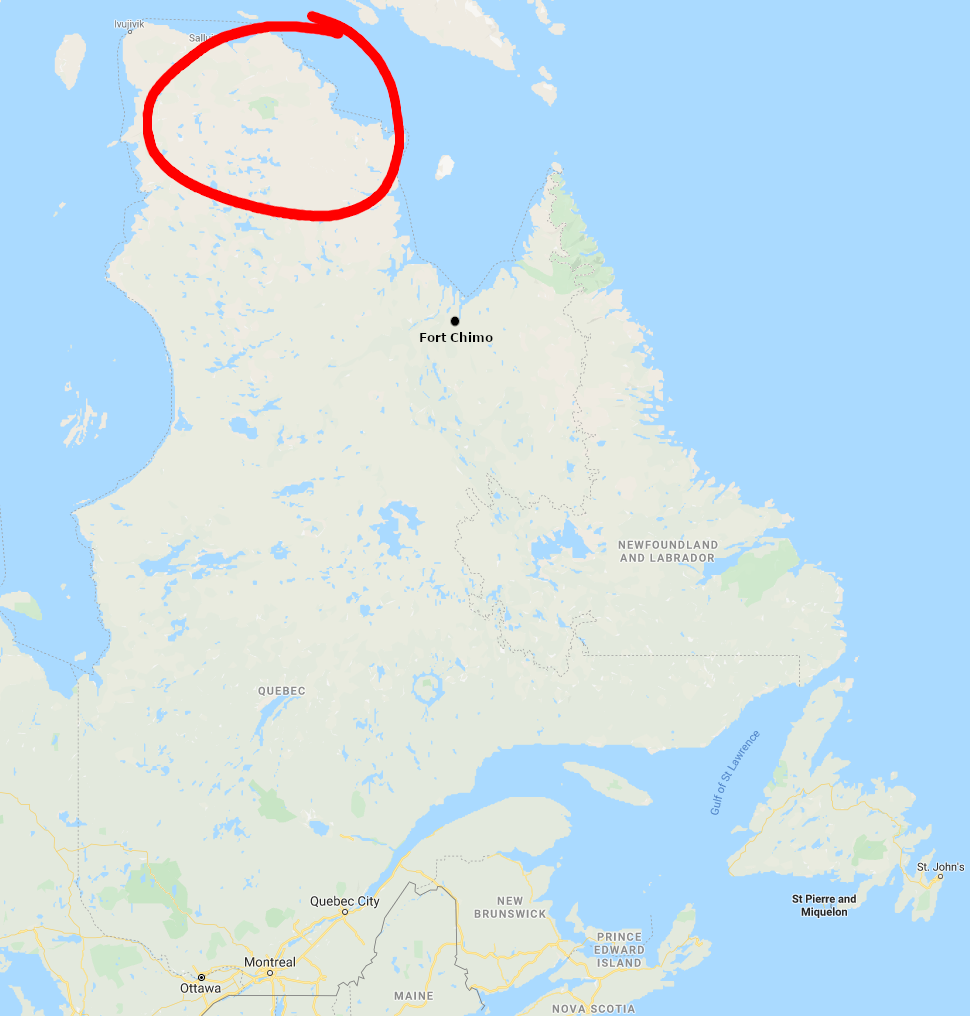 Ivujivik
Fort Chimo
NEWFOUNDLAND
AND LABRADOR
QUEBEC
Gulf of St Lawrence
St. John's
Quebec City
St Pierre and
Miquelon
NEW
BRUNSWICK
PRINCE
EDWARD
ISLAND
Montreal
Ottawa
MAINE
NOVA SCOTIA